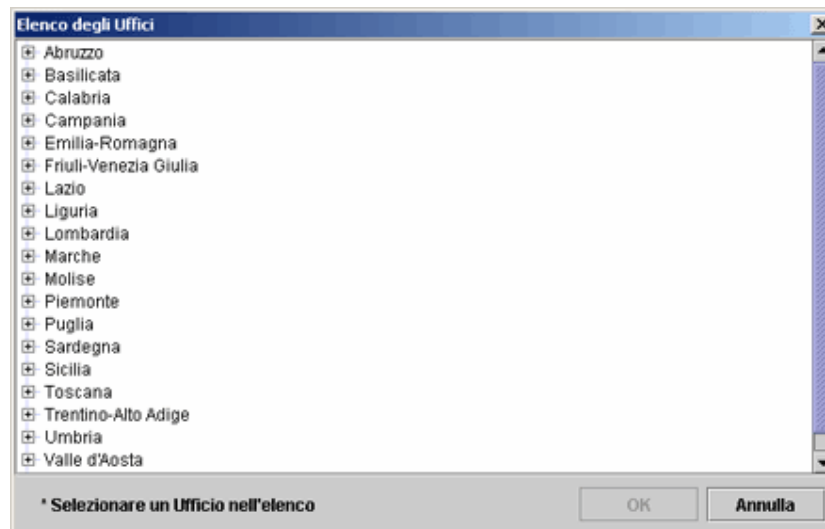 Elenco degli Uffici
Abruzzo
Basilicata
Calabria
Campania
Emilia-Romagna
Friuli-Venezia Giulia
Lazio
Liguria
Lombardia
Marche
Molise
Piemonte
Puglia
Sardegna
Sicilia
Toscana
Trentino-Alto Adige
Umbria
Valle d'Aosta
* Selezionare un Ufficio nell'elenco
OK
Annulla